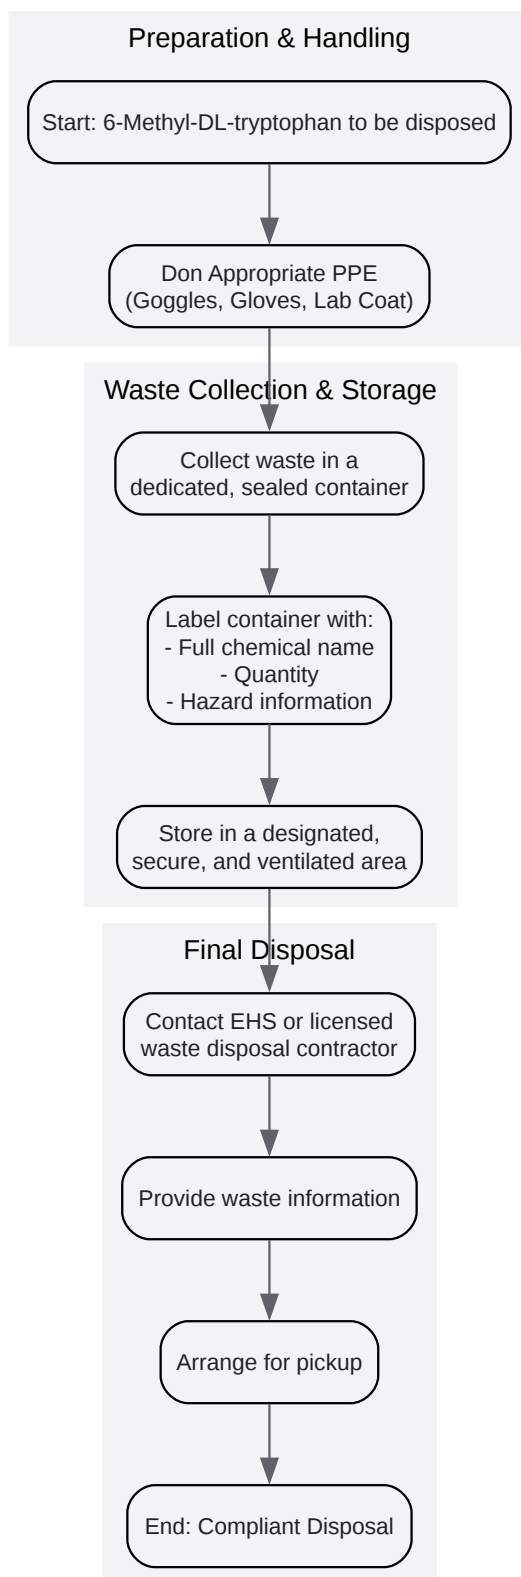 Preparation & Handling
Start: 6-Methyl-DL-tryptophan to be disposed
Don Appropriate PPE
(Goggles, Gloves, Lab Coat)
Waste Collection & Storage
Collect waste in a
dedicated, sealed container
Label container with:
- Full chemical name
- Quantity
- Hazard information
Store in a designated,
secure, and ventilated area
Final Disposal
Contact EHS or licensed
waste disposal contractor
Provide waste information
Arrange for pickup
End: Compliant Disposal